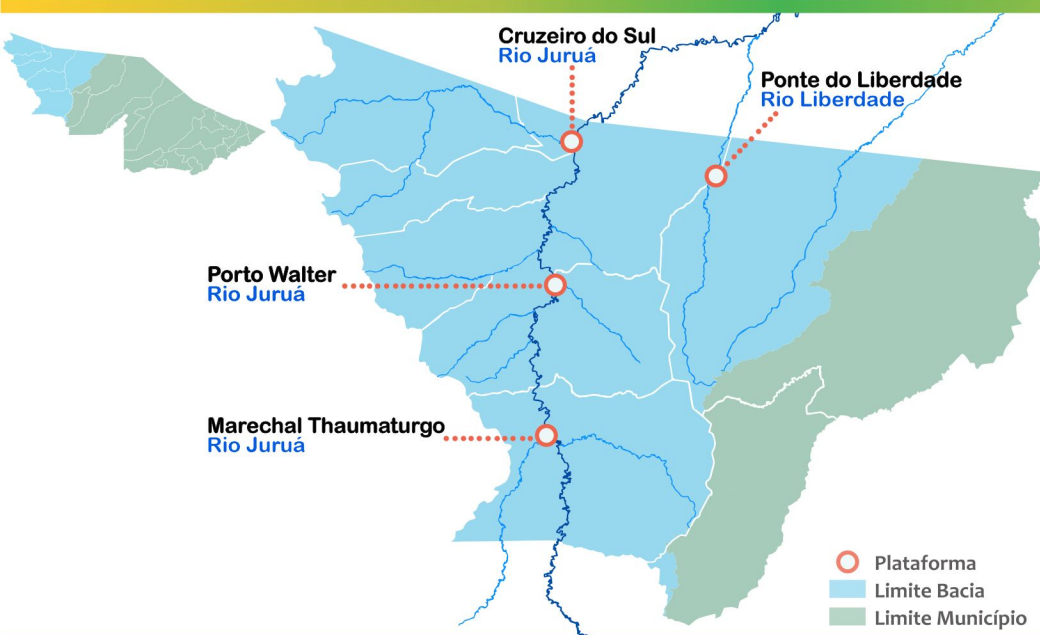 Cruzeiro do Sul
Rio Juruá
Ponte do Liberdade
Rio Liberdade
Porto Walter
Rio Juruá
Marechal Thaumaturgo
Rio Juruá
Plataforma
Limite Bacia
Limite Município